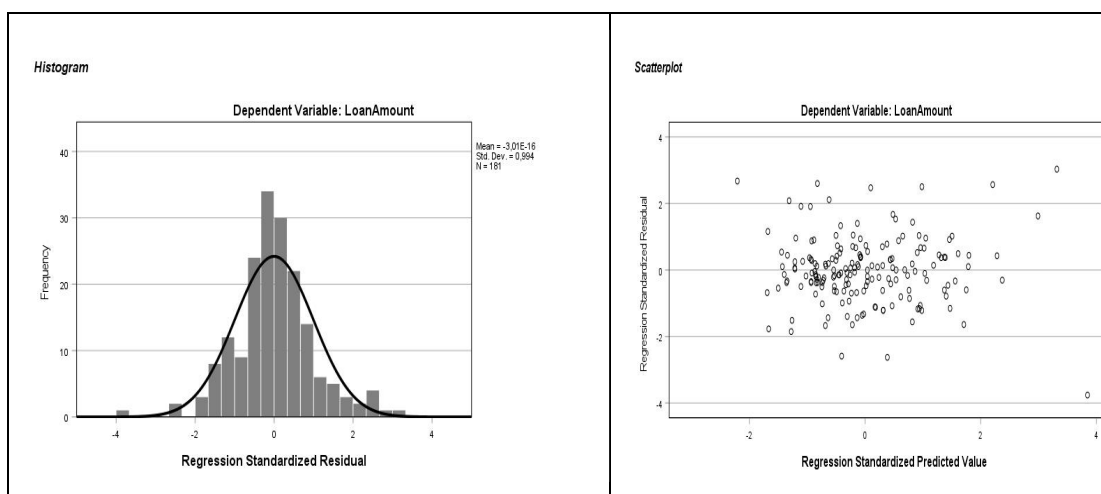 Histogram
Dependent Variable: LoanAmount
Mean = -3,01E-16
Std. Dev. = 0,994
N = 181
40
30
20
10
0
Frequency
-4 -2 0 2 4
Regression Standardized Residual
Scatterplot
Dependent Variable: LoanAmount
4
2
0
-2
-4
Regression Standardized Residual
-2 0 2 4
Regression Standardized Predicted Value